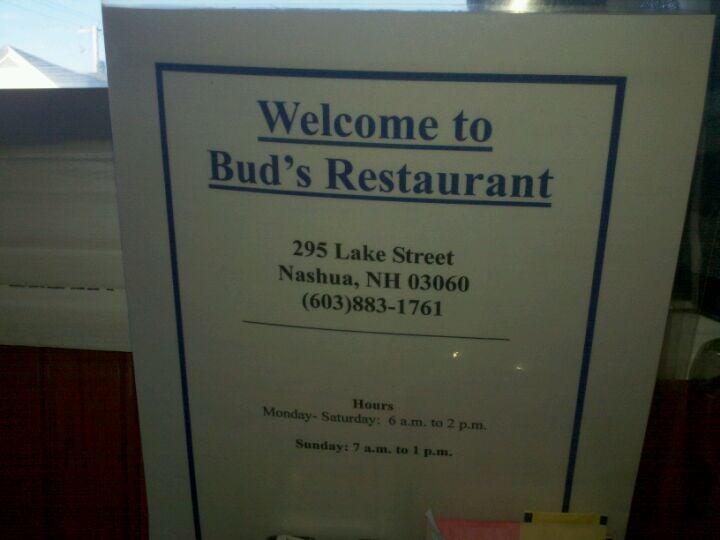 Welcome to
Bud's Restaurant
295 Lake Street
Nashua, NH 03060
(603)883-1761
Hours
Monday- Saturday: 6 a.m. to 2 p.m.
Sunday: 7 a.m. to 1 p.m.